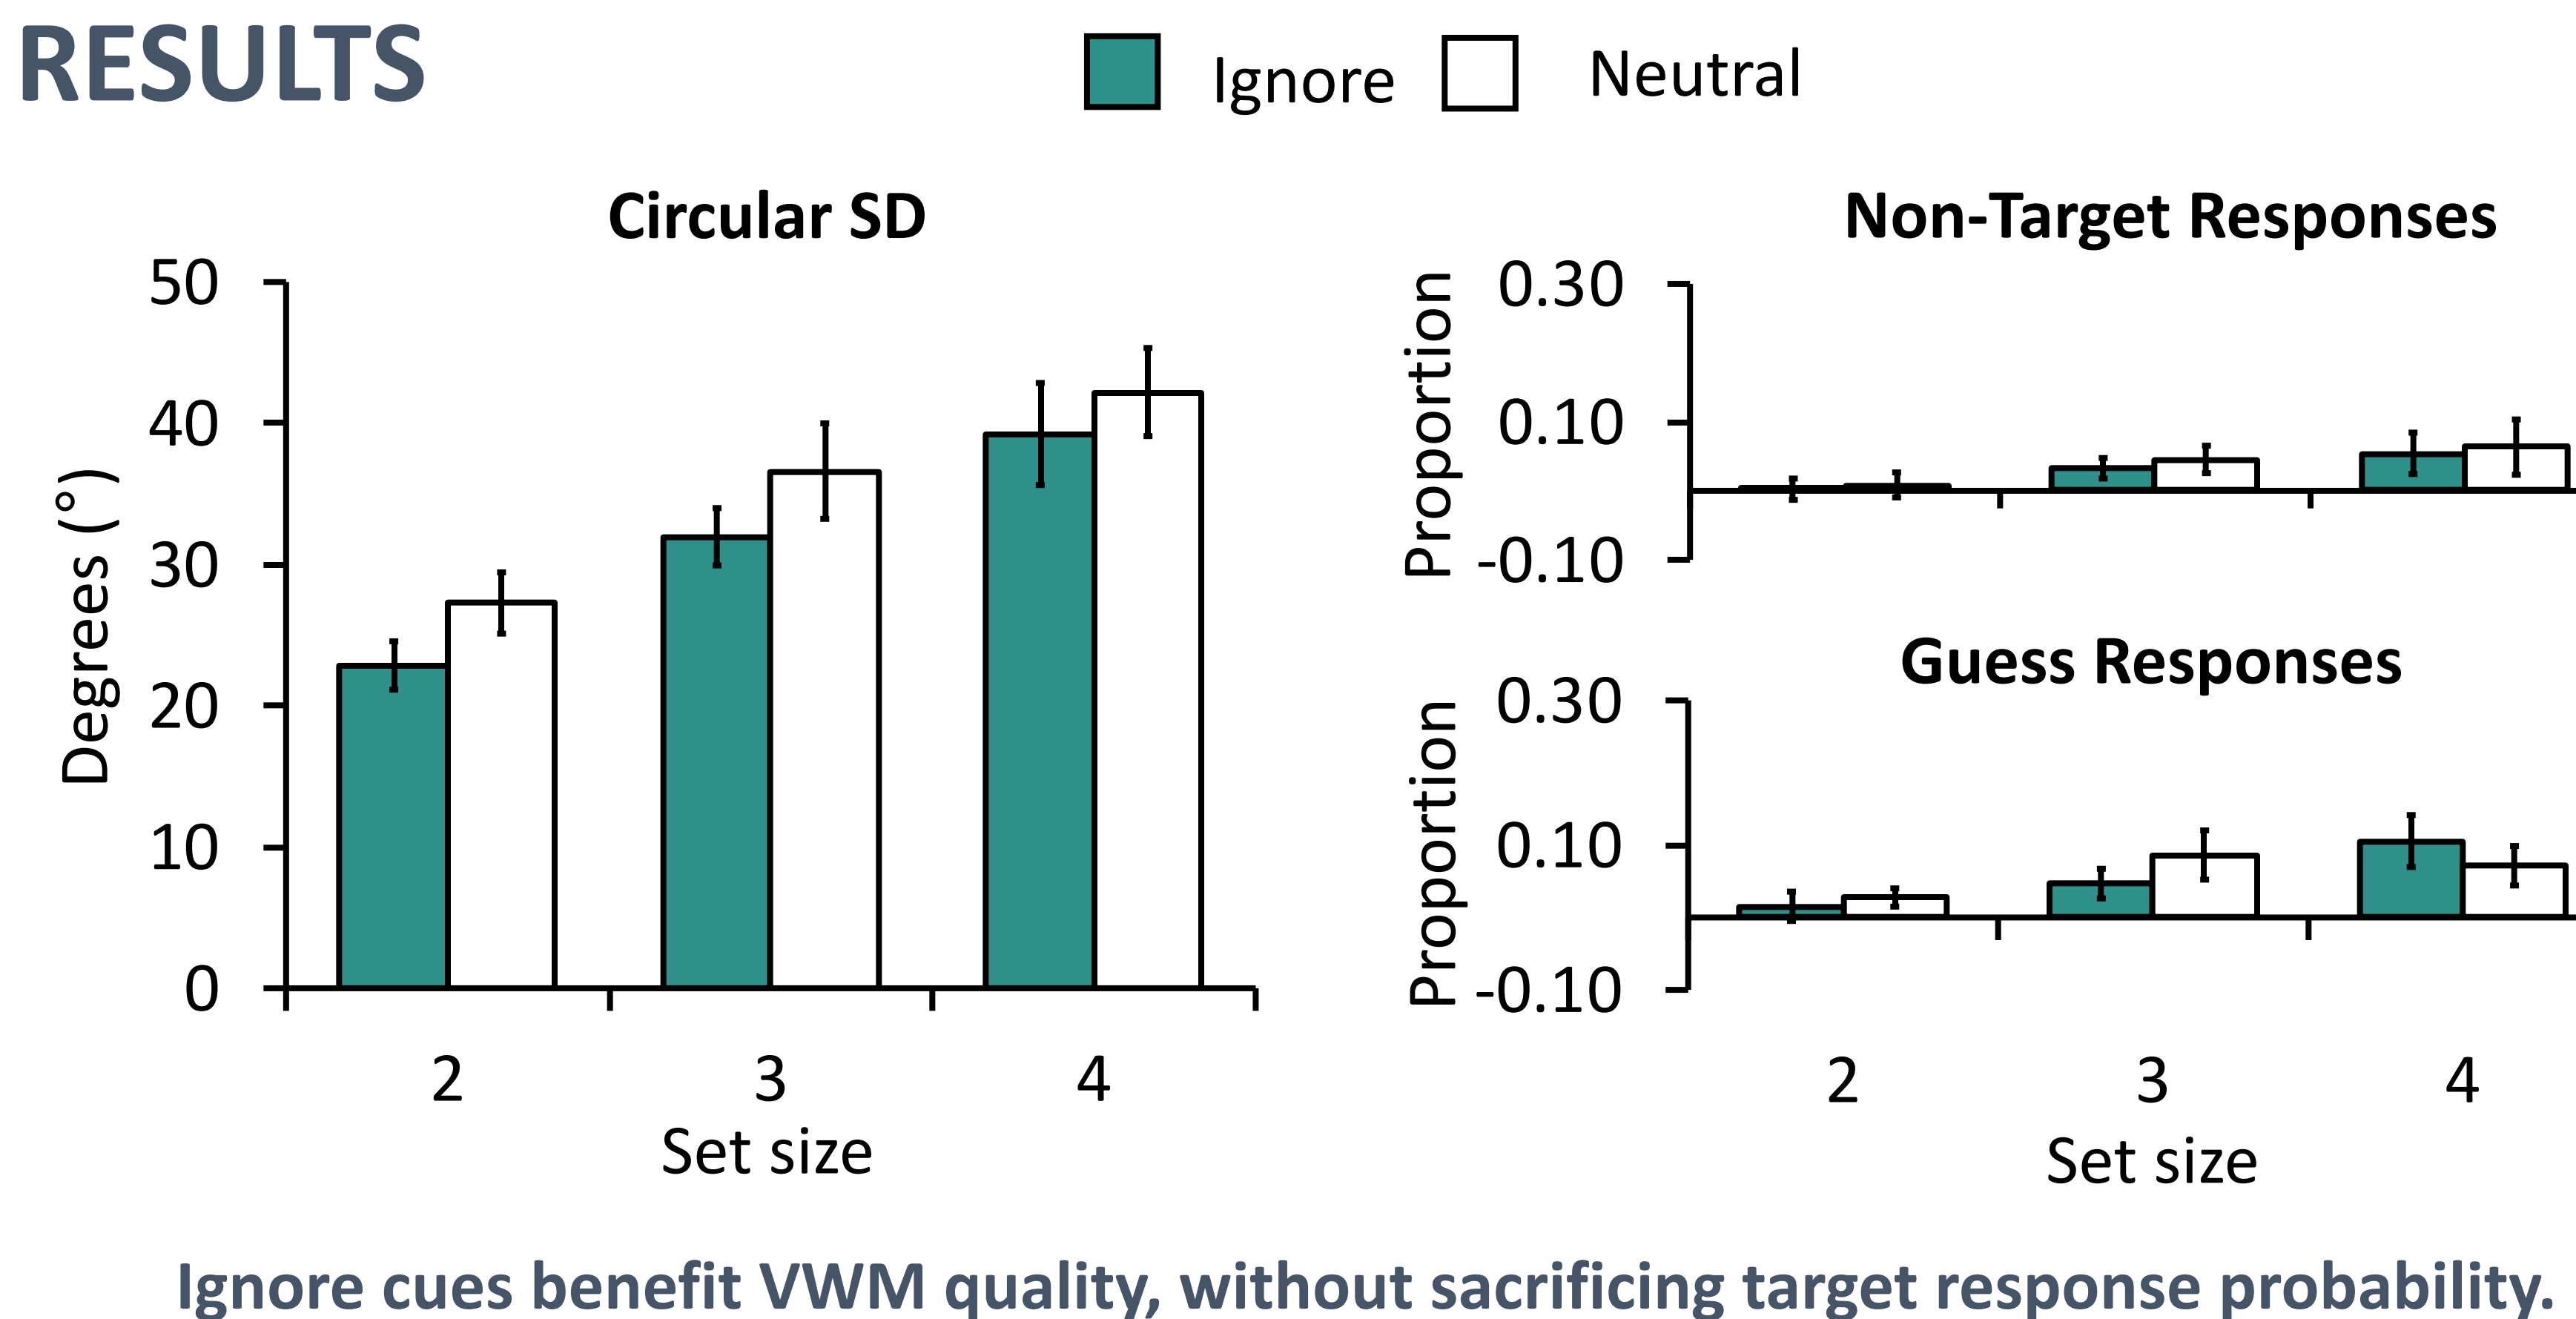 RESULTS
Ignore
Neutral
Circular SD
Degrees (°)
50
40
30
20
10
0
2
3
4
Set size
Non-Target Responses
Proportion
0.30
0.10
-0.10
Guess Responses
Proportion
0.30
0.10
-0.10
2
3
4
Set size
Ignore cues benefit VWM quality, without sacrificing target response probability.